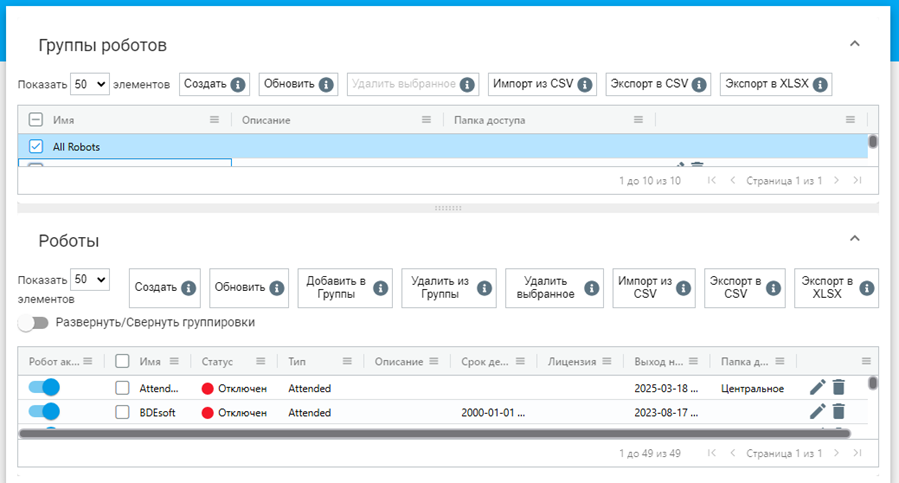 Группы роботов
Показать 50 элементов Создать Обновить Удалить выбранное Импорт из CSV Экспорт в CSV Экспорт в XLSX
Имя Описание Папка доступа
All Robots
1 до 10 из 10 Страница 1 из 1
Роботы
Показать 50
элементов
Создать Обновить Добавить в Группы Удалить из Группы Удалить выбранное Импорт из CSV Экспорт в CSV Экспорт в XLSX
Развернуть/Свернуть группировки
Робот ак... Имя Статус Тип Описание Срок де... Лицензия Выход н... Папка д...
Attend... Отключен Attended 2025-03-18 ... Центральное
BDEsoft Отключен Attended 2000-01-01 ... 2023-08-17 ...
1 до 49 из 49 Страница 1 из 1